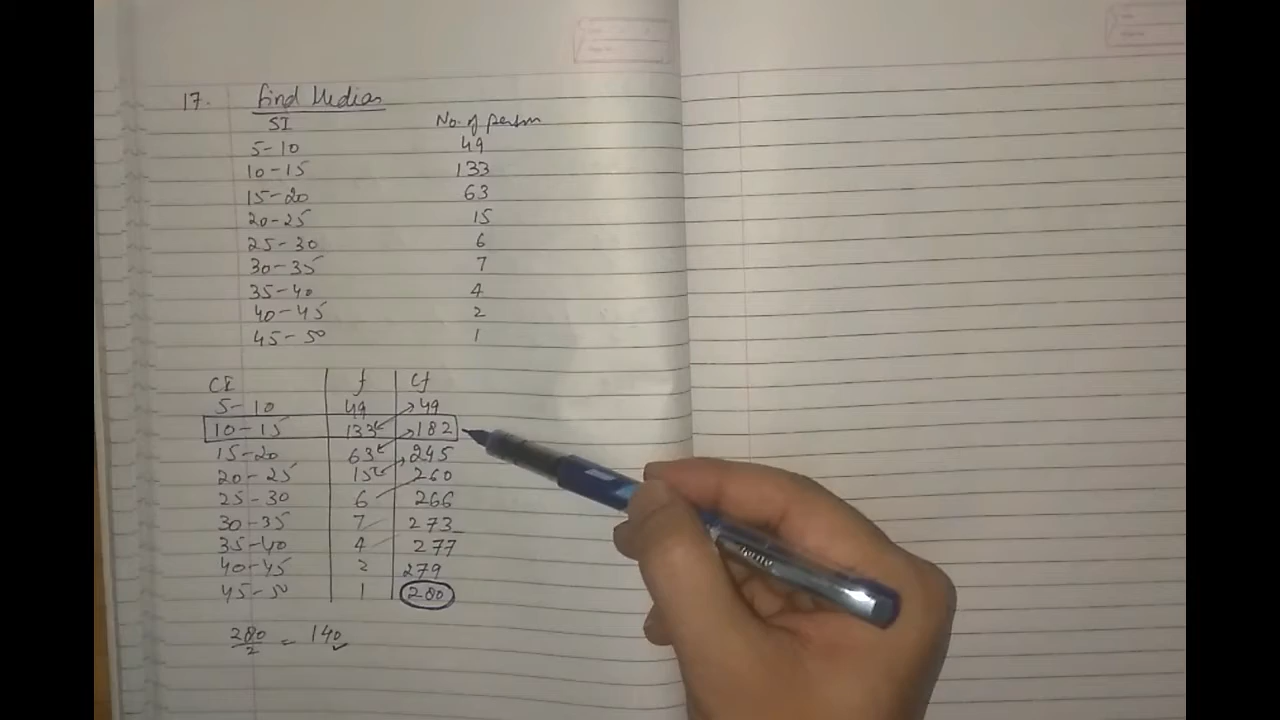 17. Find Median
SI No. of person
5-10 49
10-15 133
15-20 63
20-25 15
25-30 6
30-35 7
35-40 4
40-45 2
45-50 1
CI f Cf
5-10 49 49
10-15 133 182
15-20 63 245
20-25 15 260
25-30 6 266
30-35 7 273
35-40 4 277
40-45 2 279
45-50 1 280
280/2 = 140